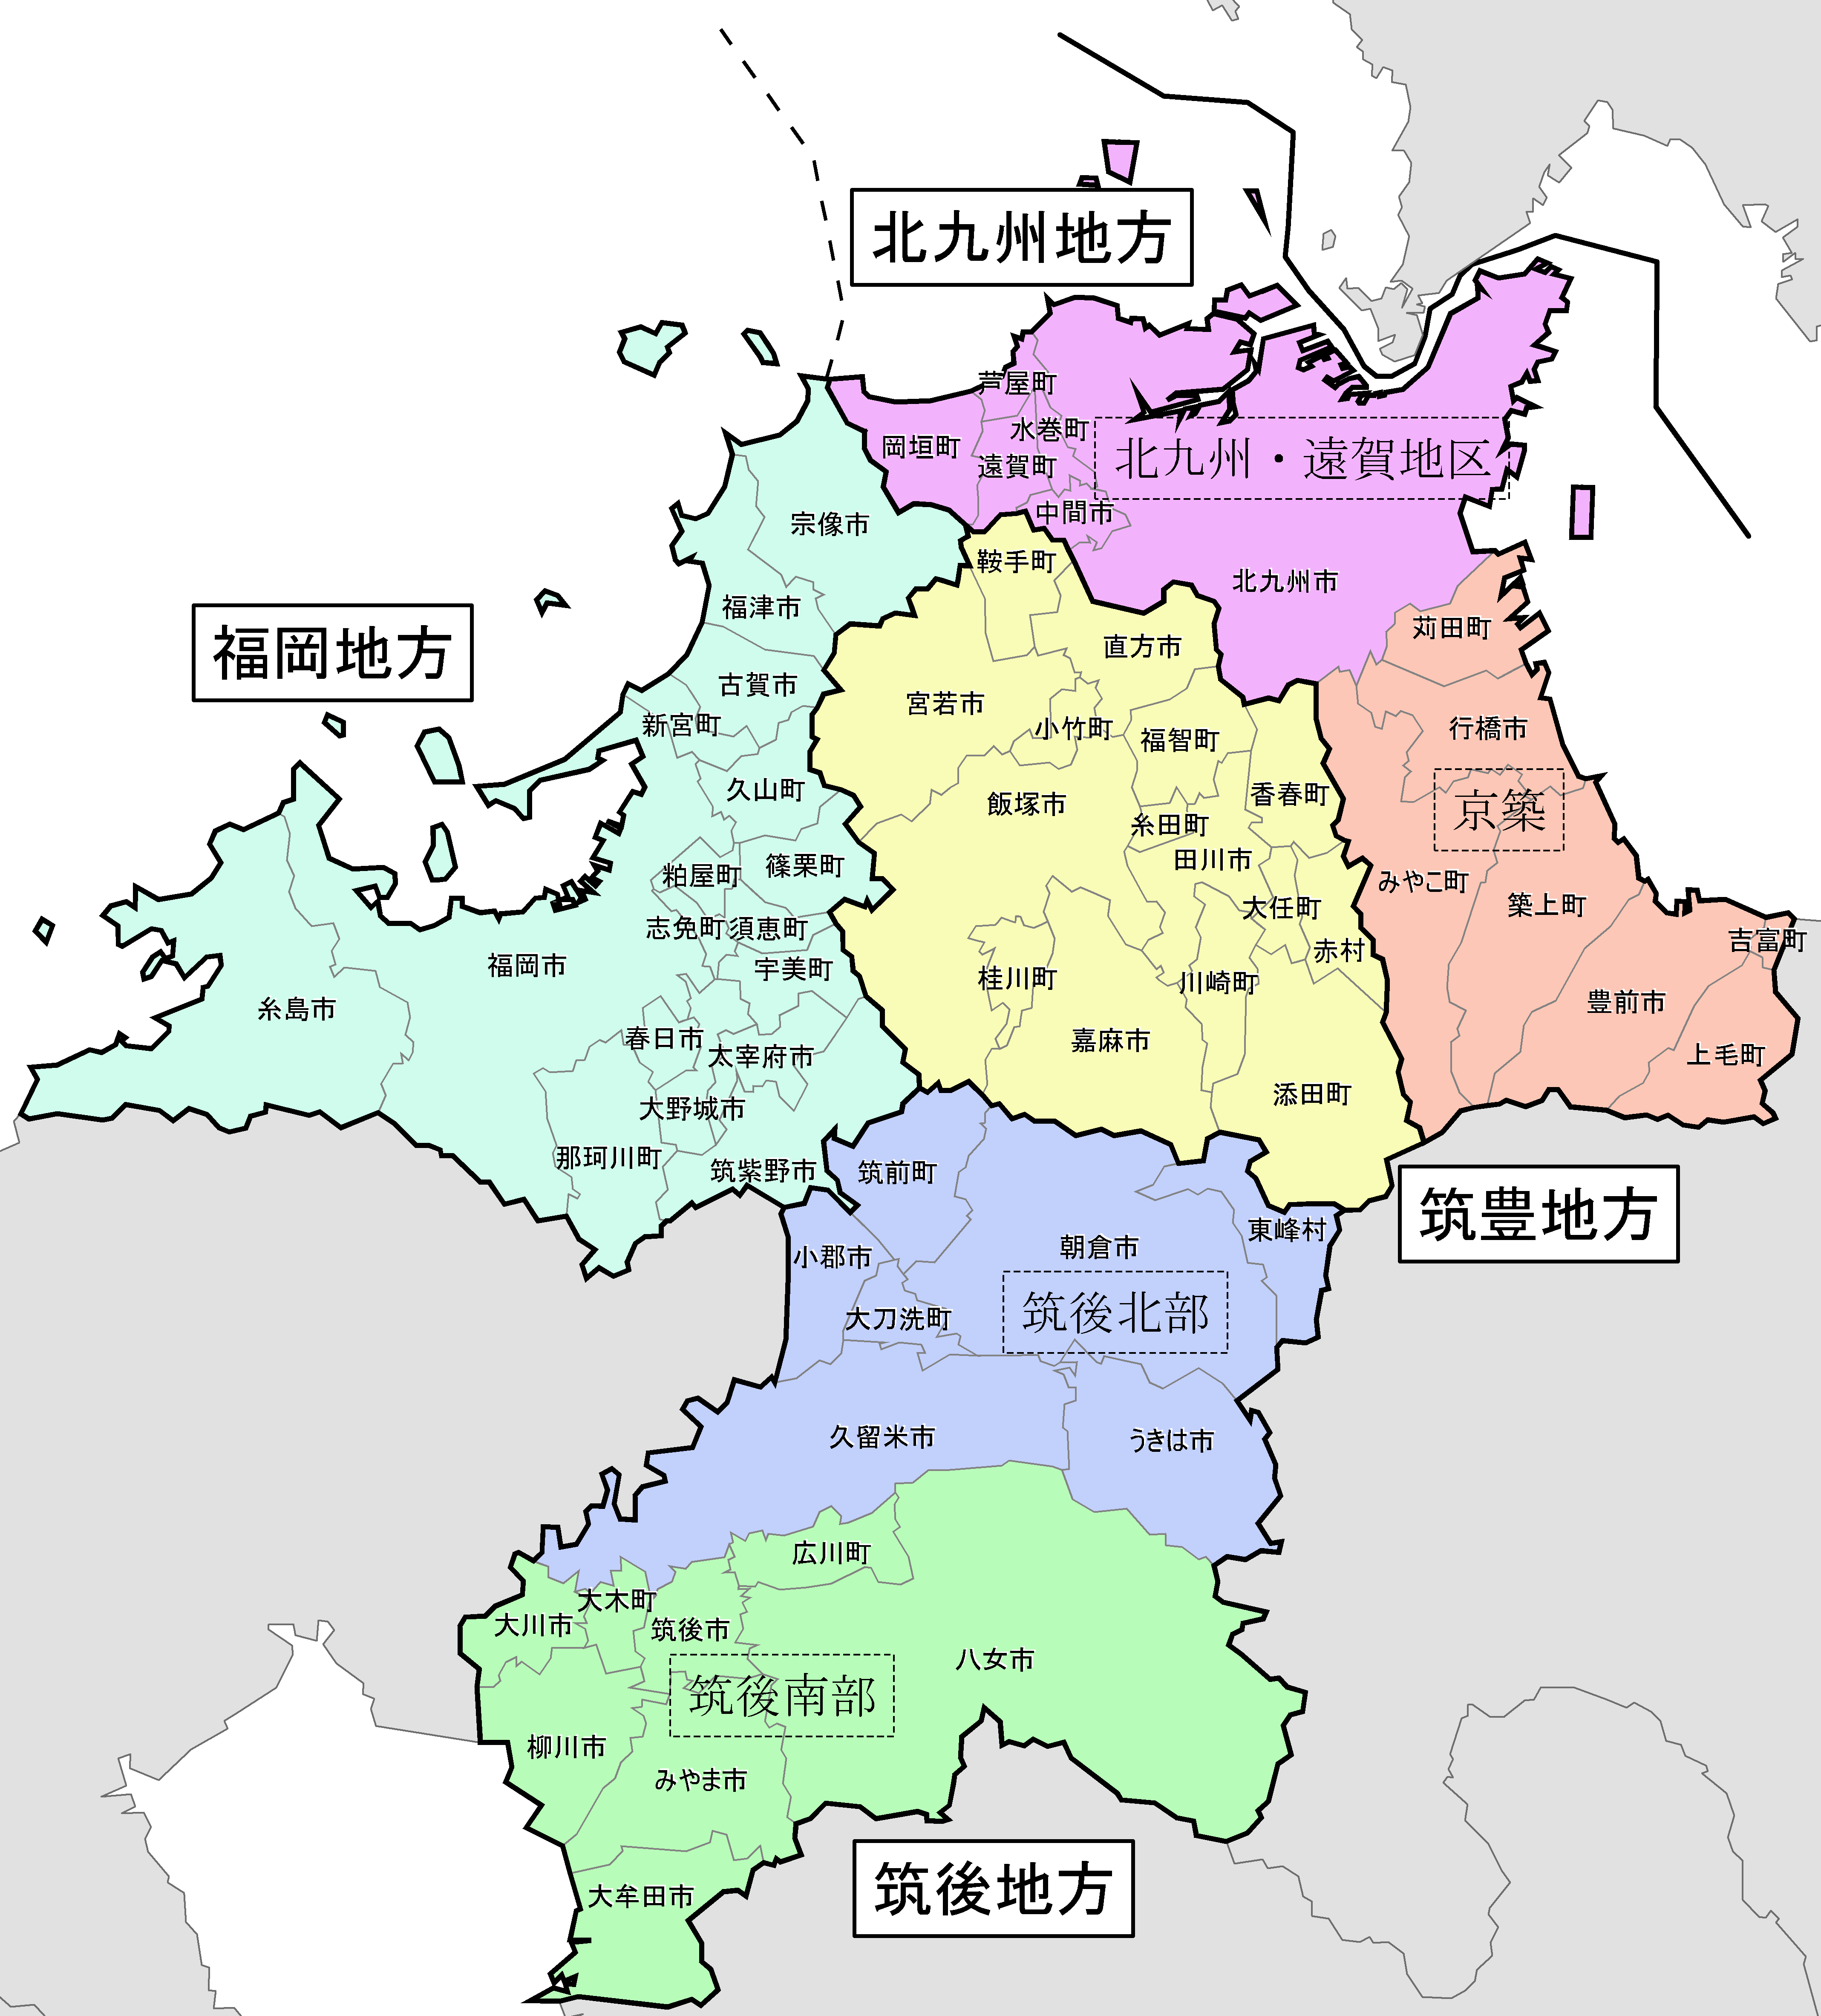 北九州地方
芦屋町
水巻町
岡垣町
遠賀町
北九州・遠賀地区
中間市
宗像市
鞍手町
北九州市
福津市
苅田町
福岡地方
直方市
古賀市
宮若市
新宮町
小竹町
福智町
行橋市
久山町
飯塚市
香春町
京築
糸田町
粕屋町
篠栗町
田川市
みやこ町
築上町
大任町
志免町
須恵町
赤村
吉富町
福岡市
宇美町
桂川町
川崎町
糸島市
豊前市
春日市
太宰府市
嘉麻市
上毛町
大野城市
添田町
那珂川町
筑紫野市
筑前町
筑豊地方
東峰村
小郡市
朝倉市
大刀洗町
筑後北部
久留米市
うきは市
広川町
大木町
大川市
筑後市
八女市
筑後南部
柳川市
みやま市
大牟田市
筑後地方